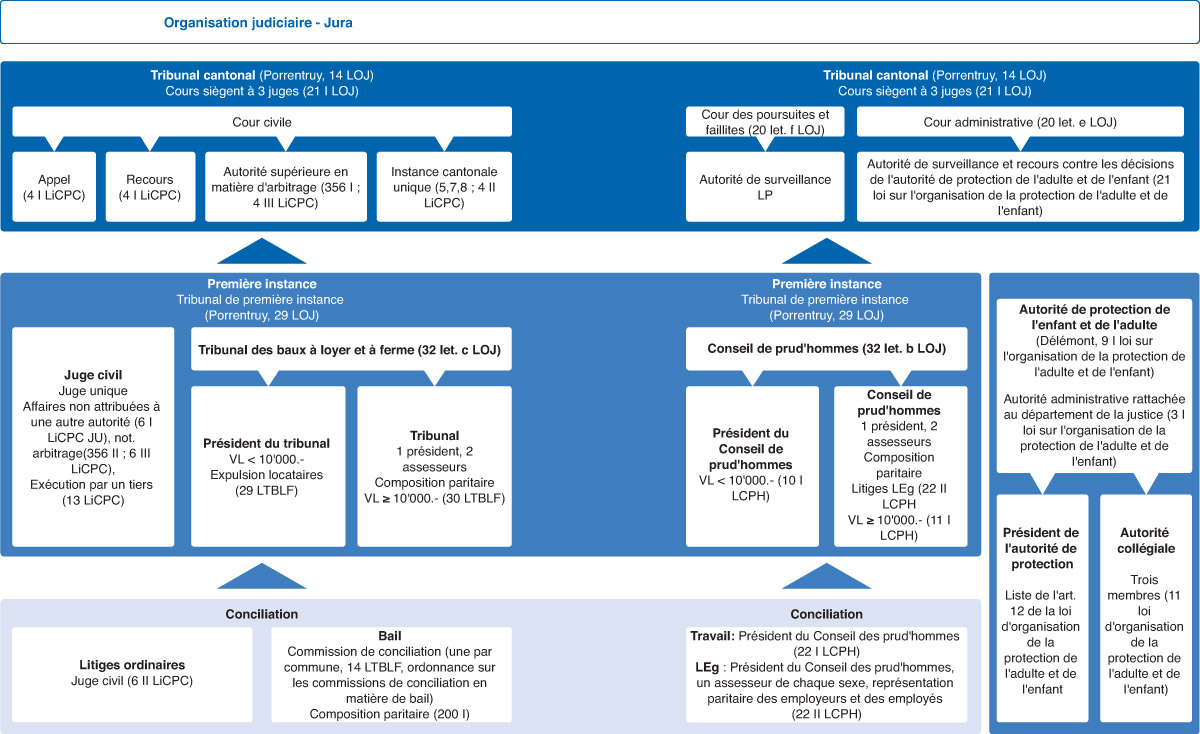 Organisation judiciaire - Jura
Tribunal cantonal (Porrentruy, 14 LOJ)
Cours siègent à 3 juges (21 I LOJ)
Cour civile
Appel
(4 I LiCPC)
Recours
(4 I LiCPC)
Autorité supérieure en
matière d'arbitrage (356 I ;
4 III LiCPC)
Instance cantonale
unique (5,7,8 ; 4 II
LiCPC)
Tribunal cantonal (Porrentruy, 14 LOJ)
Cours siègent à 3 juges (21 I LOJ)
Cour des poursuites et
faillites (20 let. f LOJ)
Autorité de surveillance
LP
Cour administrative (20 let. e LOJ)
Autorité de surveillance et recours contre les décisions
de l'autorité de protection de l'adulte et de l'enfant (21
loi sur l'organisation de la protection de l'adulte et de
l'enfant)
Première instance
Tribunal de première instance
(Porrentruy, 29 LOJ)
Juge civil
Juge unique
Affaires non attribuées à
une autre autorité (6 I
LiCPC JU), not.
arbitrage(356 II ; 6 III
LiCPC),
Exécution par un tiers
(13 LiCPC)
Tribunal des baux à loyer et à ferme (32 let. c LOJ)
Président du tribunal
VL < 10'000.-
Expulsion locataires
(29 LTBLF)
Tribunal
1 président, 2
assesseurs
Composition paritaire
VL ≥ 10'000.- (30 LTBLF)
Première instance
Tribunal de première instance
(Porrentruy, 29 LOJ)
Conseil de prud'hommes (32 let. b LOJ)
Président du
Conseil de
prud'hommes
VL < 10'000.- (10 I
LCPH)
Conseil de
prud'hommes
1 président, 2
assesseurs
Composition
paritaire
Litiges LEg (22 II
LCPH
VL ≥ 10'000.- (11 I
LCPH)
Autorité de protection de
l'enfant et de l'adulte
(Délémont, 9 I loi sur
l'organisation de la protection de
l'adulte et de l'enfant)
Autorité administrative rattachée
au département de la justice (3 I
loi sur l'organisation de la
protection de l'adulte et de
l'enfant)
Président de
l'autorité de
protection
Liste de l'art.
12 de la loi
d'organisation
de la
protection de
l'adulte et de
l'enfant
Autorité
collégiale
Trois
membres (11
loi
d'organisation
de la
protection de
l'adulte et de
l'enfant)
Conciliation
Litiges ordinaires
Juge civil (6 II LiCPC)
Bail
Commission de conciliation (une par
commune, 14 LTBLF, ordonnance sur
les commissions de conciliation en
matière de bail)
Composition paritaire (200 I)
Conciliation
Travail: Président du Conseil des prud'hommes
(22 I LCPH)
LEg : Président du Conseil des prud'hommes,
un assesseur de chaque sexe, représentation
paritaire des employeurs et des employés
(22 II LCPH)